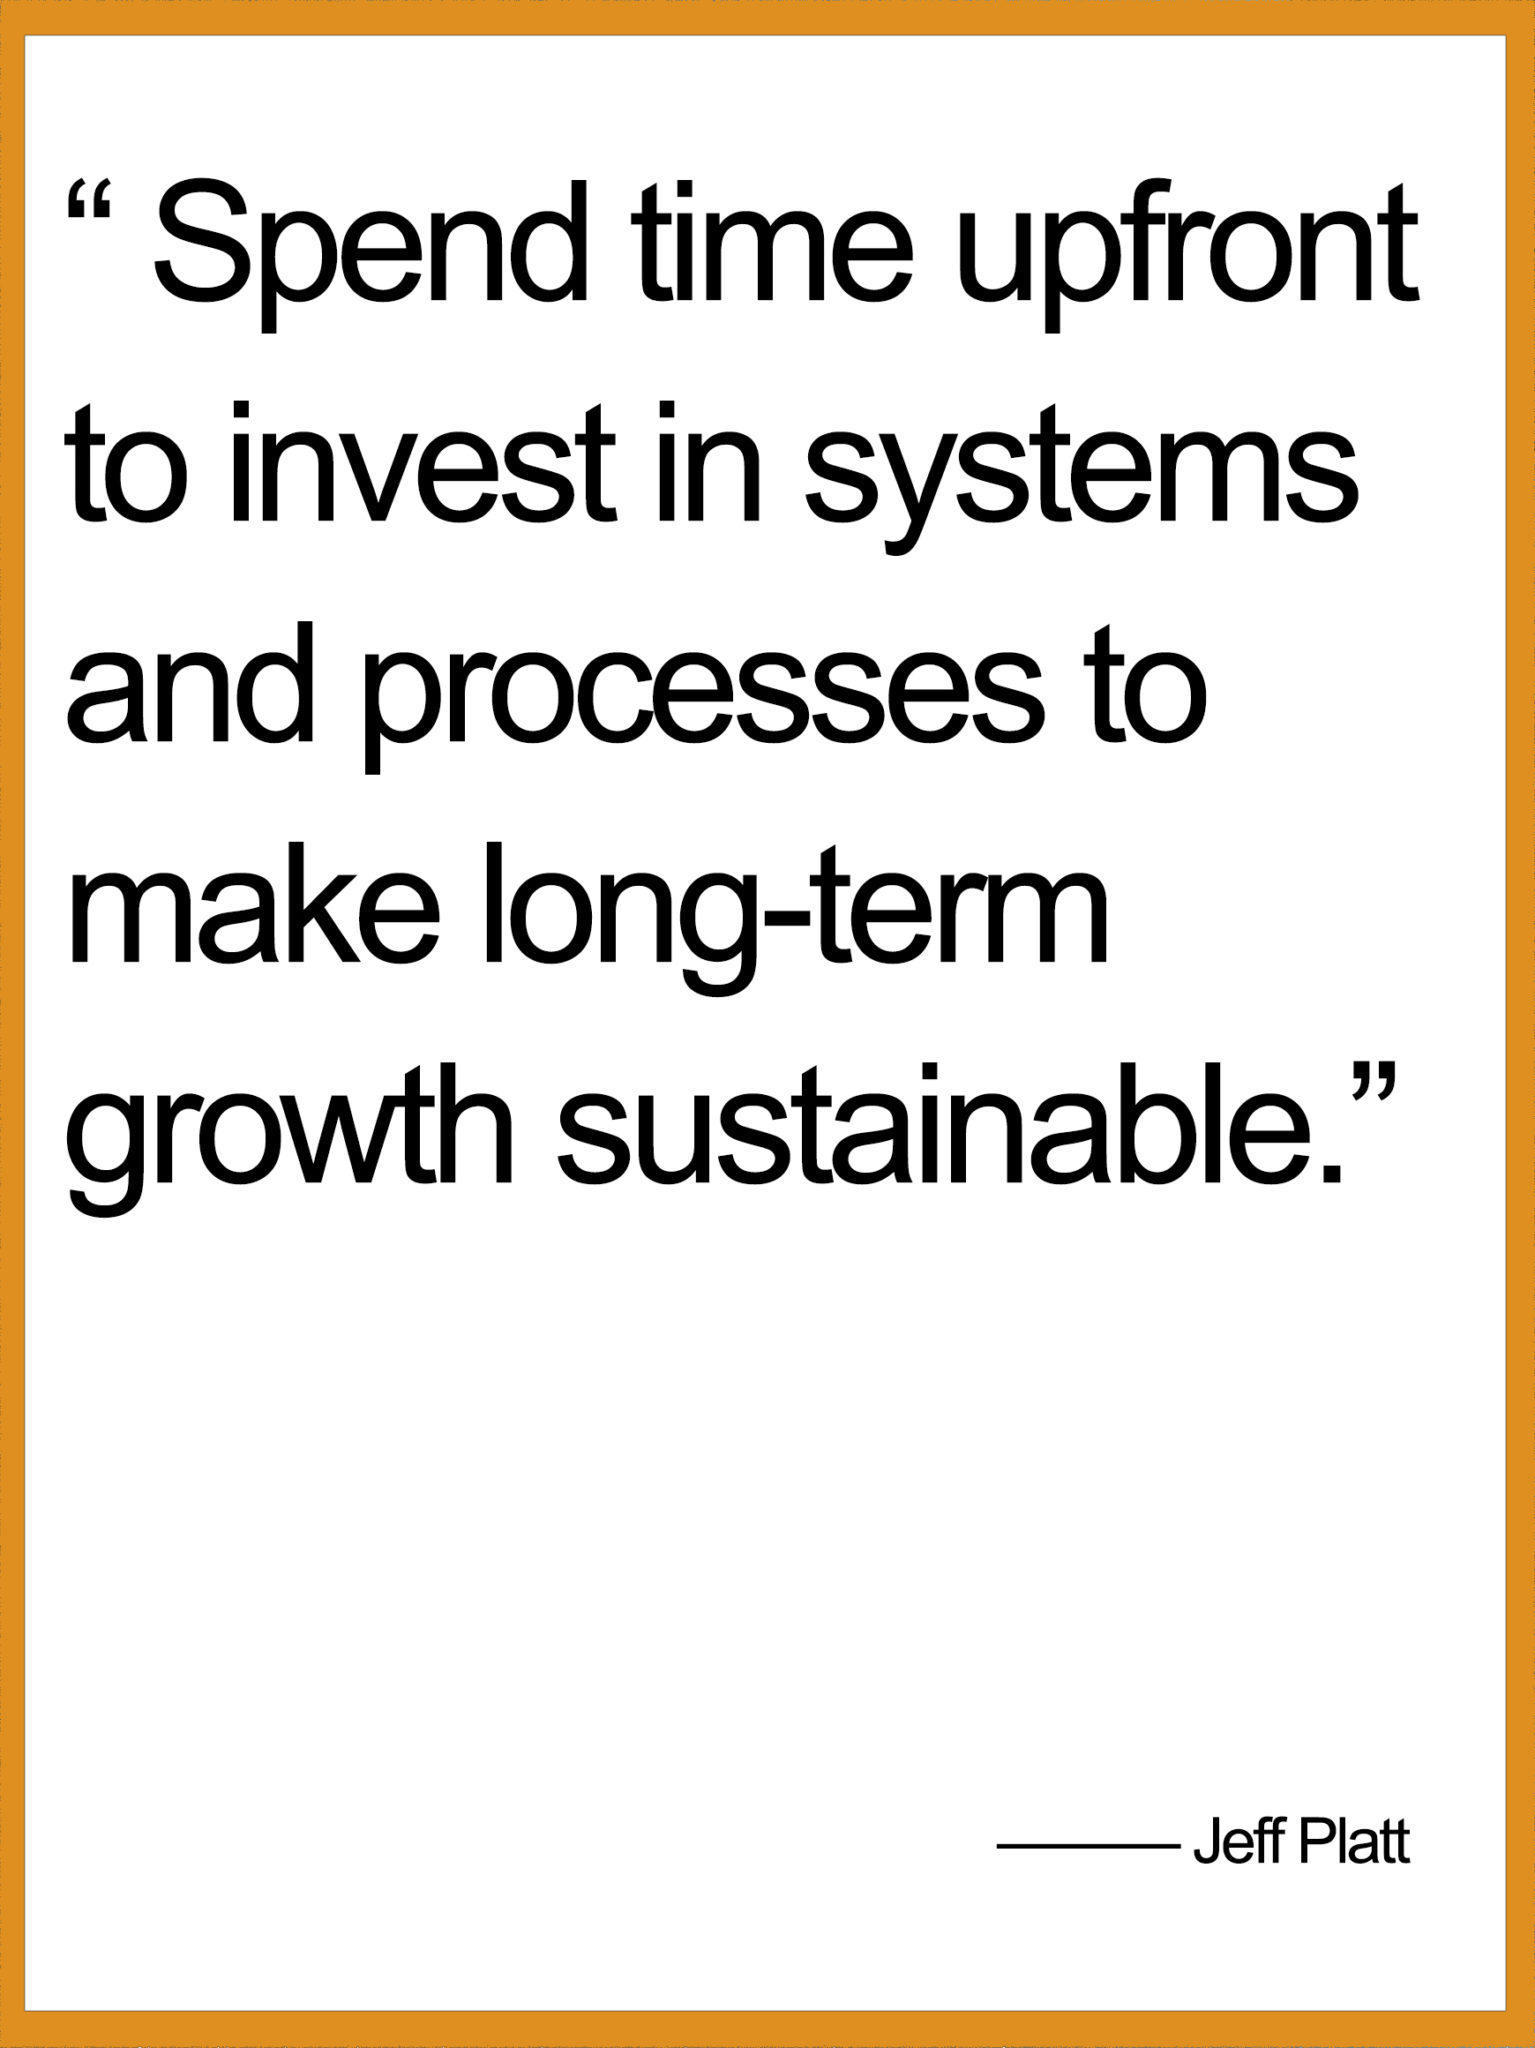 “ Spend time upfront
to invest in systems
and processes to
make long-term
growth sustainable.”
—— Jeff Platt